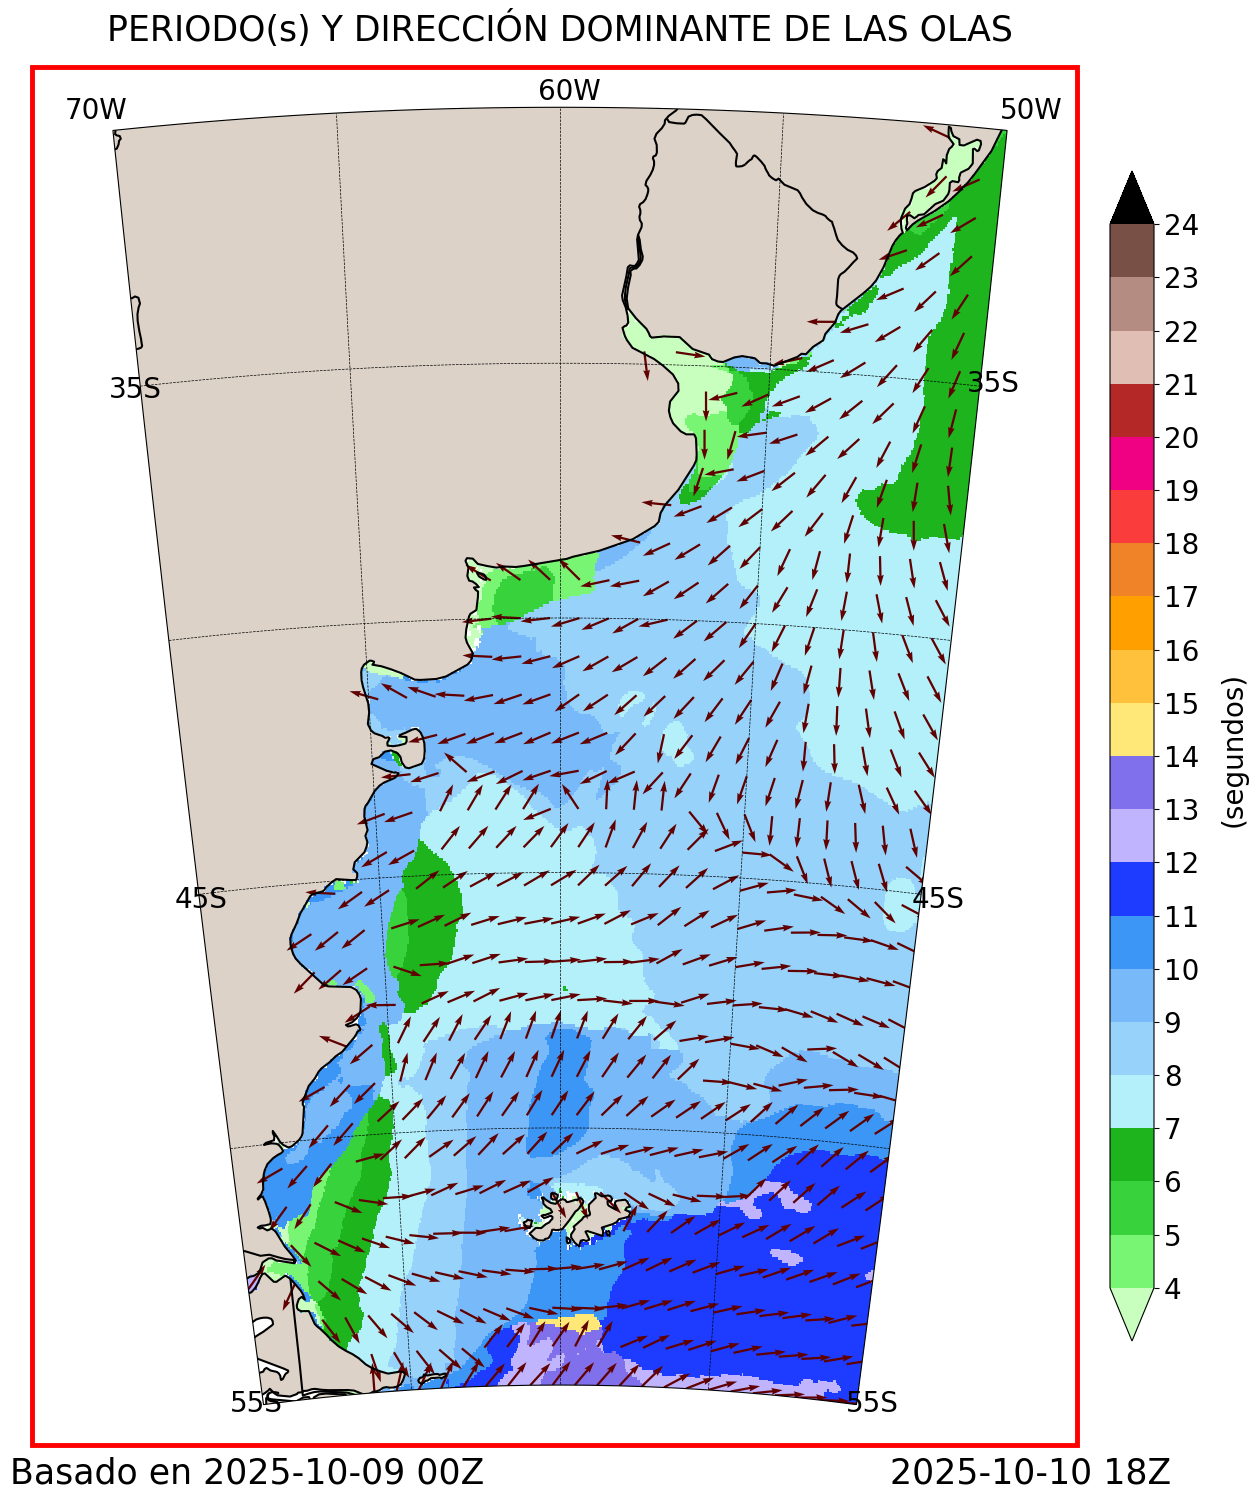 PERIODO(s) Y DIRECCIÓN DOMINANTE DE LAS OLAS
70W
60W
50W
35S
35S
45S
45S
55S
55S
24
23
22
21
20
19
18
17
16
15
14
13
12
11
10
9
8
7
6
5
4
(segundos)
Basado en 2025-10-09 00Z
2025-10-10 18Z